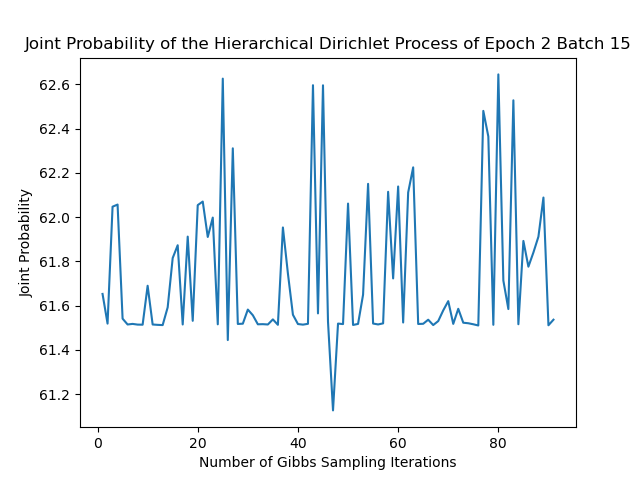 Joint Probability of the Hierarchical Dirichlet Process of Epoch 2 Batch 15
62.6
62.4
62.2
62.0
61.8
61.6
61.4
61.2
Joint Probability
0 20 40 60 80
Number of Gibbs Sampling Iterations